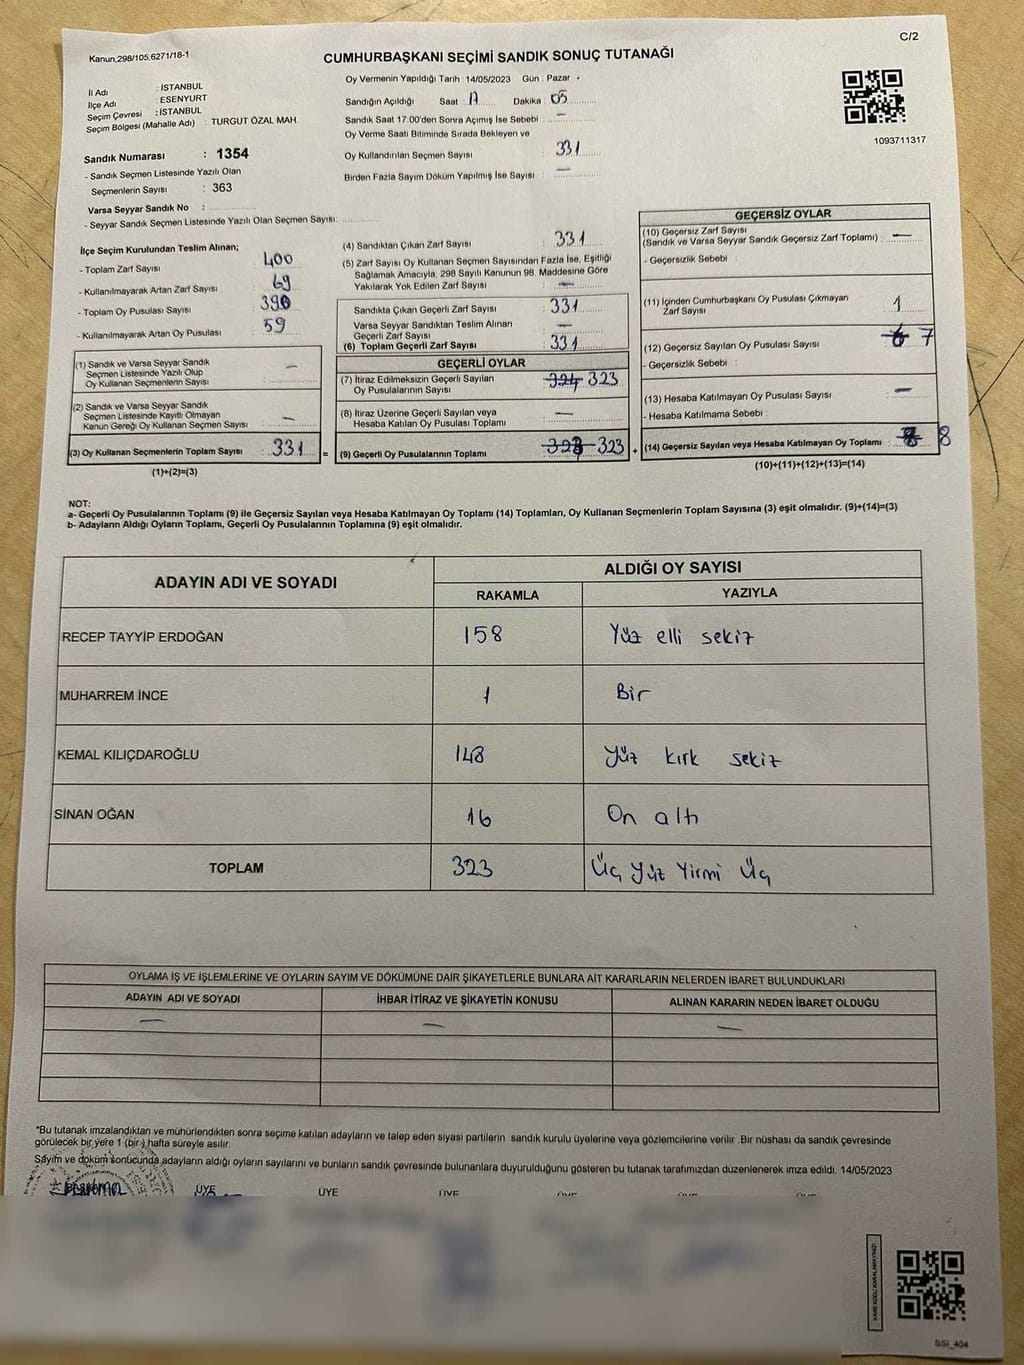 C/2
Kanun,298/105,6271/18-1
CUMHURBAŞKANI SEÇİMİ SANDIK SONUÇ TUTANAĞI
İl Adı : İSTANBUL
İlçe Adı : ESENYURT
Seçim Çevresi : İSTANBUL
Seçim Bölgesi (Mahalle Adı) : TURGUT ÖZAL MAH.
Sandık Numarası : 1354
- Sandık Seçmen Listesinde Yazılı Olan
Seçmenlerin Sayısı : 363
Varsa Seyyar Sandık No :
- Seyyar Sandık Seçmen Listesinde Yazılı Olan Seçmen Sayısı:
Oy Vermenin Yapıldığı Tarih : 14/05/2023 Gün : Pazar
Sandığın Açıldığı Saat 17 Dakika : 05
Sandık Saat 17.00'den Sonra Açımış İse Sebebi : —
Oy Verme Saati Bitiminde Sırada Bekleyen ve
Oy Kullandırılan Seçmen Sayısı : 331
Birden Fazla Sayım Döküm Yapılmış İse Sayısı : —
1093711317
İlçe Seçim Kurulundan Teslim Alınan;
- Toplam Zarf Sayısı : 400
- Kullanılmayarak Artan Zarf Sayısı : 69
- Toplam Oy Pusulası Sayısı : 390
- Kullanılmayarak Artan Oy Pusulası : 59
(1) Sandık ve Varsa Seyyar Sandık
Seçmen Listesinde Yazılı Olup
Oy Kullanan Seçmenlerin Sayısı : —
(2) Sandık ve Varsa Seyyar Sandık
Seçmen Listesinde Kayıtlı Olmayan
Kanun Gereği Oy Kullanan Seçmen Sayısı : —
(3) Oy Kullanan Seçmenlerin Toplam Sayısı : 331 =
(1)+(2)=(3)
(4) Sandıktan Çıkan Zarf Sayısı : 331
(5) Zarf Sayısı Oy Kullanan Seçmen Sayısından Fazla İse, Eşitliği
Sağlamak Amacıyla, 298 Sayılı Kanunun 98. Maddesine Göre
Yakılarak Yok Edilen Zarf Sayısı : —
Sandıkta Çıkan Geçerli Zarf Sayısı : 331
Varsa Seyyar Sandıktan Teslim Alınan
Geçerli Zarf Sayısı : —
(6) Toplam Geçerli Zarf Sayısı : 331
GEÇERLİ OYLAR
(7) İtiraz Edilmeksizin Geçerli Sayılan
Oy Pusulalarının Sayısı : 324 323
(8) İtiraz Üzerine Geçerli Sayılan veya
Hesaba Katılan Oy Pusulaları Toplamı : —
(9) Geçerli Oy Pusulalarının Toplamı : 323 +
GEÇERSİZ OYLAR
(10) Geçersiz Zarf Sayısı
(Sandık ve Varsa Seyyar Sandık Geçersiz Zarf Toplamı) : —
- Geçersizlik Sebebi :
(11) İçinden Cumhurbaşkanı Oy Pusulası Çıkmayan
Zarf Sayısı : 1
(12) Geçersiz Sayılan Oy Pusulası Sayısı : 6 7
- Geçersizlik Sebebi :
(13) Hesaba Katılmayan Oy Pusulası Sayısı : —
- Hesaba Katılmama Sebebi :
(14) Geçersiz Sayılan veya Hesaba Katılmayan Oy Toplamı : 8
(10)+(11)+(12)+(13)=(14)
NOT:
a- Geçerli Oy Pusulalarının Toplamı (9) ile Geçersiz Sayılan veya Hesaba Katılmayan Oy Toplamı (14) Toplamları, Oy Kullanan Seçmenlerin Toplam Sayısına (3) eşit olmalıdır. (9)+(14)=(3)
b- Adayların Aldığı Oyların Toplamı, Geçerli Oy Pusulalarının Toplamına (9) eşit olmalıdır.
ADAYIN ADI VE SOYADI ALDIĞI OY SAYISI
RAKAMLA YAZIYLA
RECEP TAYYİP ERDOĞAN 158 Yüz elli sekiz
MUHARREM İNCE 1 Bir
KEMAL KILIÇDAROĞLU 148 Yüz kırk sekiz
SİNAN OĞAN 16 On altı
TOPLAM 323 Üç Yüz Yirmi Üç
OYLAMA İŞ VE İŞLEMLERİNE VE OYLARIN SAYIM VE DÖKÜMÜNE DAİR ŞİKAYETLERLE BUNLARA AİT KARARLARIN NELERDEN İBARET BULUNDUKLARI
ADAYIN ADI VE SOYADI İHBAR İTİRAZ VE ŞİKAYETİN KONUSU ALINAN KARARIN NEDEN İBARET OLDUĞU
— — —
*Bu tutanak imzalandıktan ve mühürlendikten sonra seçime katılan adayların ve talep eden siyasi partilerin sandık kurulu üyelerine veya gözlemcilerine verilir .Bir nüshası da sandık çevresinde
görülecek bir yere 1 (bir ) hafta süreyle asılır.
Sayım ve döküm sonucunda adayların aldığı oyların sayılarını ve bunların sandık çevresinde bulunanlara duyurulduğunu gösteren bu tutanak tarafımızdan düzenlenerek imza edildi. 14/05/2023
ÜYE ÜYE ÜYE ÜYE ÜYE ÜYE
KARE KODU KARALAMAYINIZ!
SSI_404